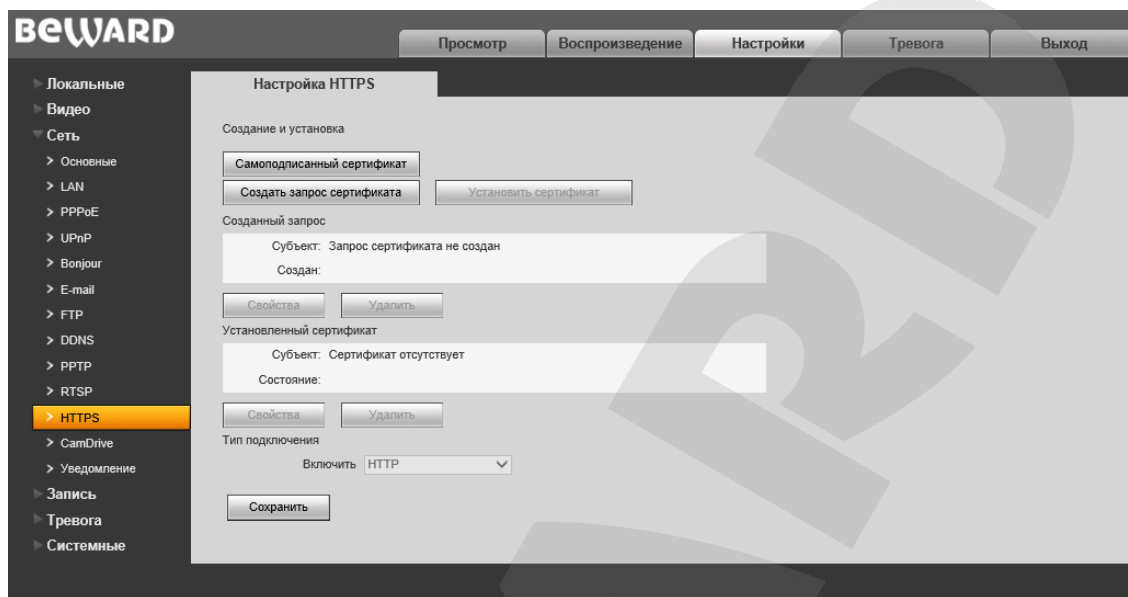 BEWARD
Просмотр Воспроизведение Настройки Тревога Выход
Локальные
Видео
Сеть
Основные
LAN
PPPoE
UPnP
Bonjour
E-mail
FTP
DDNS
PPTP
RTSP
HTTPS
CamDrive
Уведомление
Запись
Тревога
Системные
Настройка HTTPS
Создание и установка
Самоподписанный сертификат
Создать запрос сертификата Установить сертификат
Созданный запрос
Субъект: Запрос сертификата не создан
Создан:
Свойства Удалить
Установленный сертификат
Субъект: Сертификат отсутствует
Состояние:
Свойства Удалить
Тип подключения
Включить HTTP
Сохранить